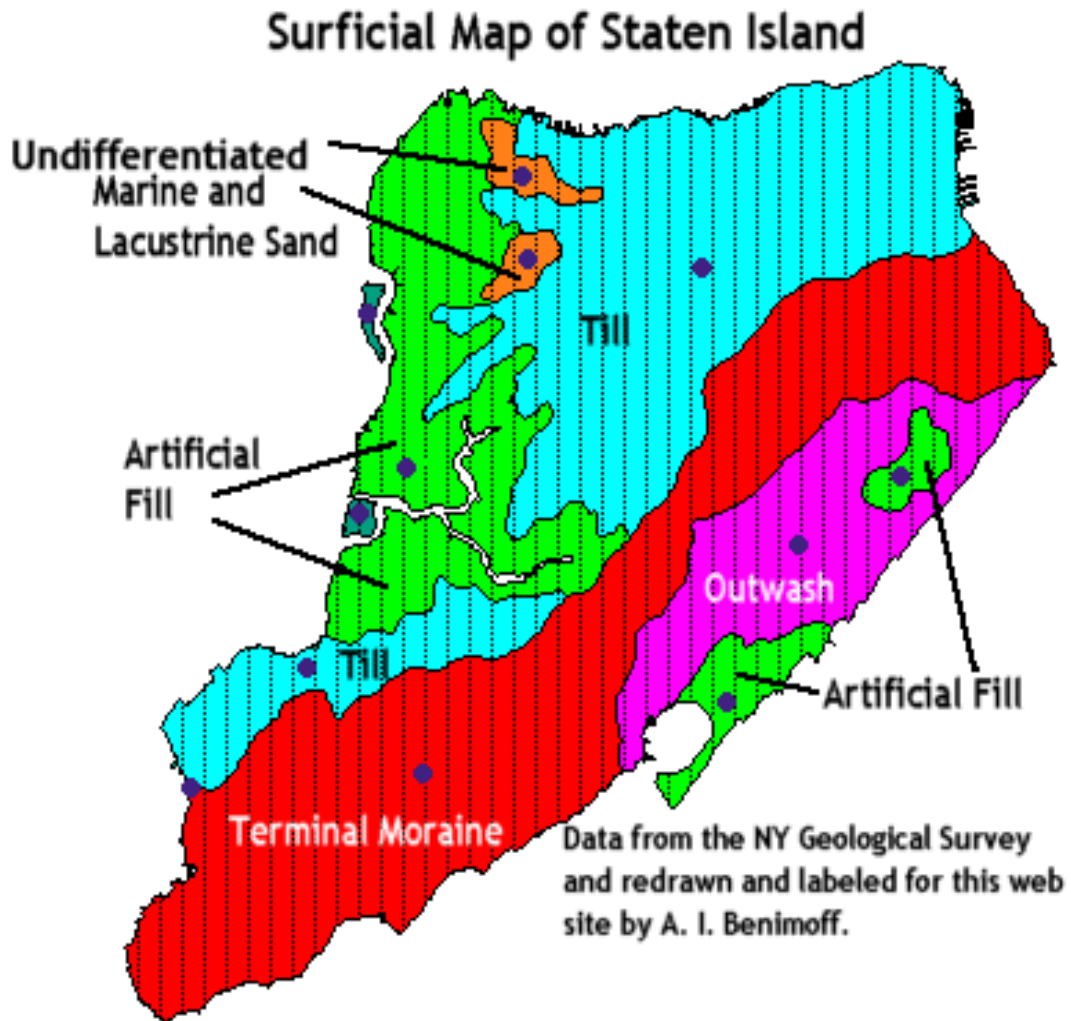 Surficial Map of Staten Island
Undifferentiated
Marine and
Lacustrine Sand
Till
Artificial
Fill
Outwash
Till
Artificial Fill
Terminal Moraine
Data from the NY Geological Survey
and redrawn and labeled for this web
site by A. I. Benimoff.